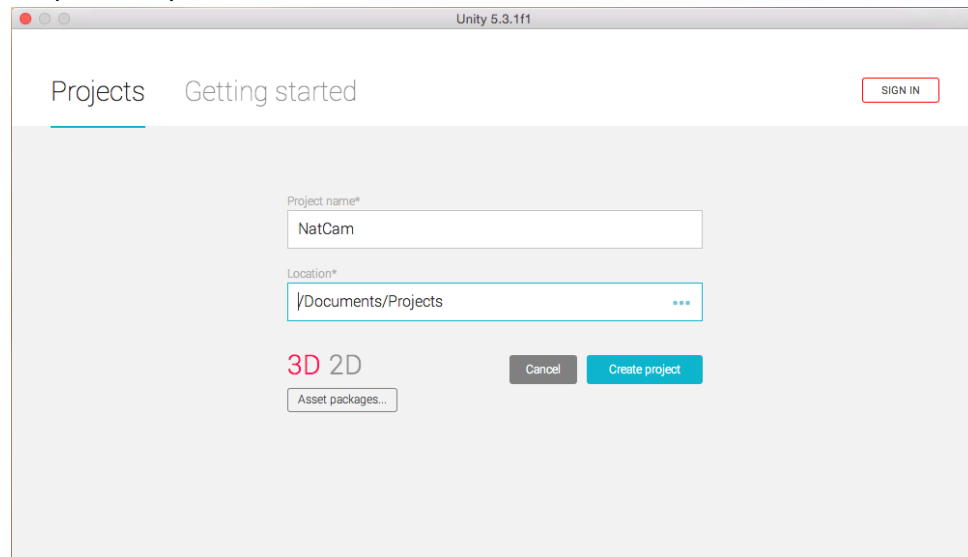 Unity 5.3.1f1
Projects Getting started
SIGN IN
Project name*
NatCam
Location*
/Documents/Projects
3D 2D
Cancel
Create project
Asset packages...